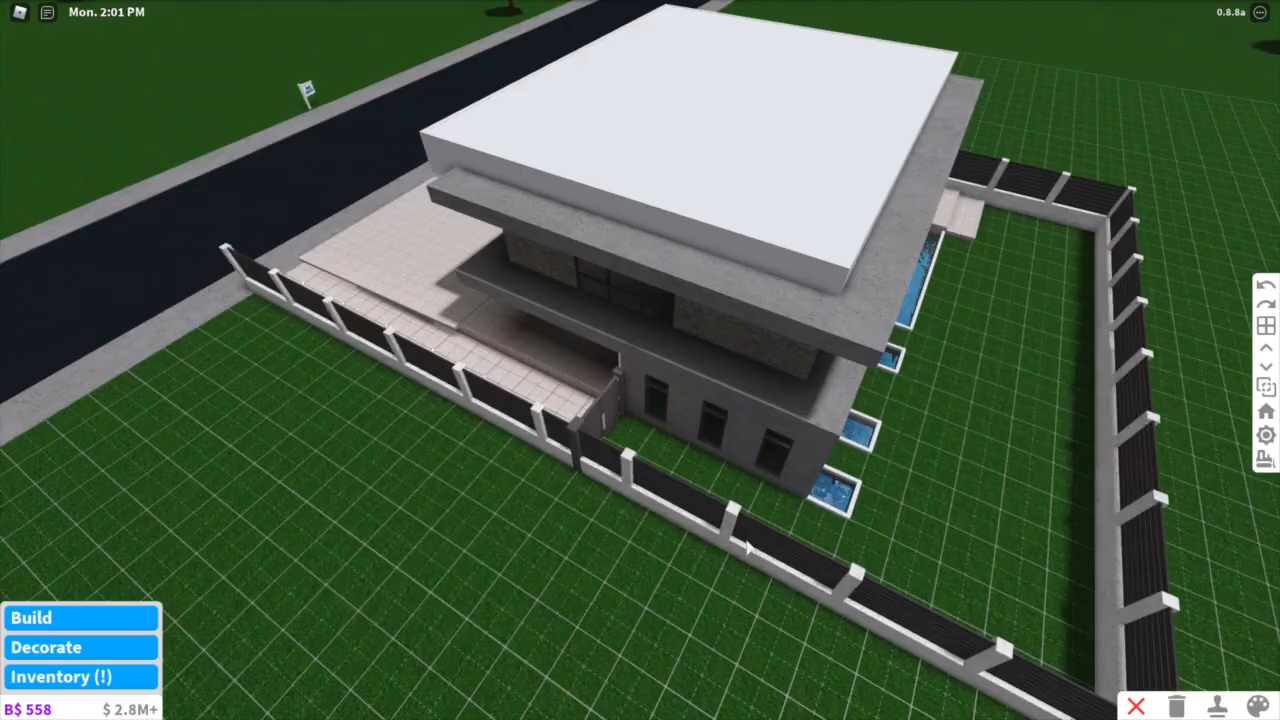 Mon. 2:01 PM
0.8.8a
Build
Decorate
Inventory (!)
B$ 558
$ 2.8M+